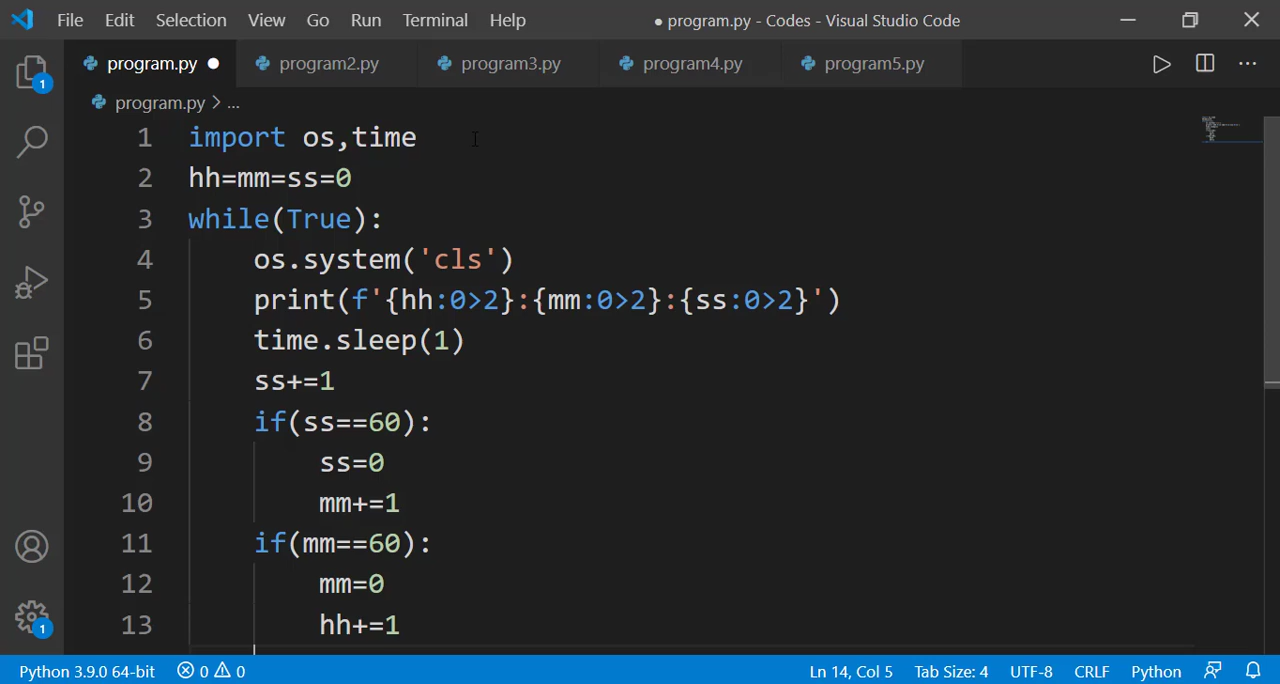 File Edit Selection View Go Run Terminal Help ● program.py - Codes - Visual Studio Code
program.py ● program2.py program3.py program4.py program5.py
program.py > ...
1 import os,time
2 hh=mm=ss=0
3 while(True):
4     os.system('cls')
5     print(f'{hh:0>2}:{mm:0>2}:{ss:0>2}')
6     time.sleep(1)
7     ss+=1
8     if(ss==60):
9         ss=0
10         mm+=1
11     if(mm==60):
12         mm=0
13         hh+=1
1
1
Python 3.9.0 64-bit 0 0 Ln 14, Col 5 Tab Size: 4 UTF-8 CRLF Python